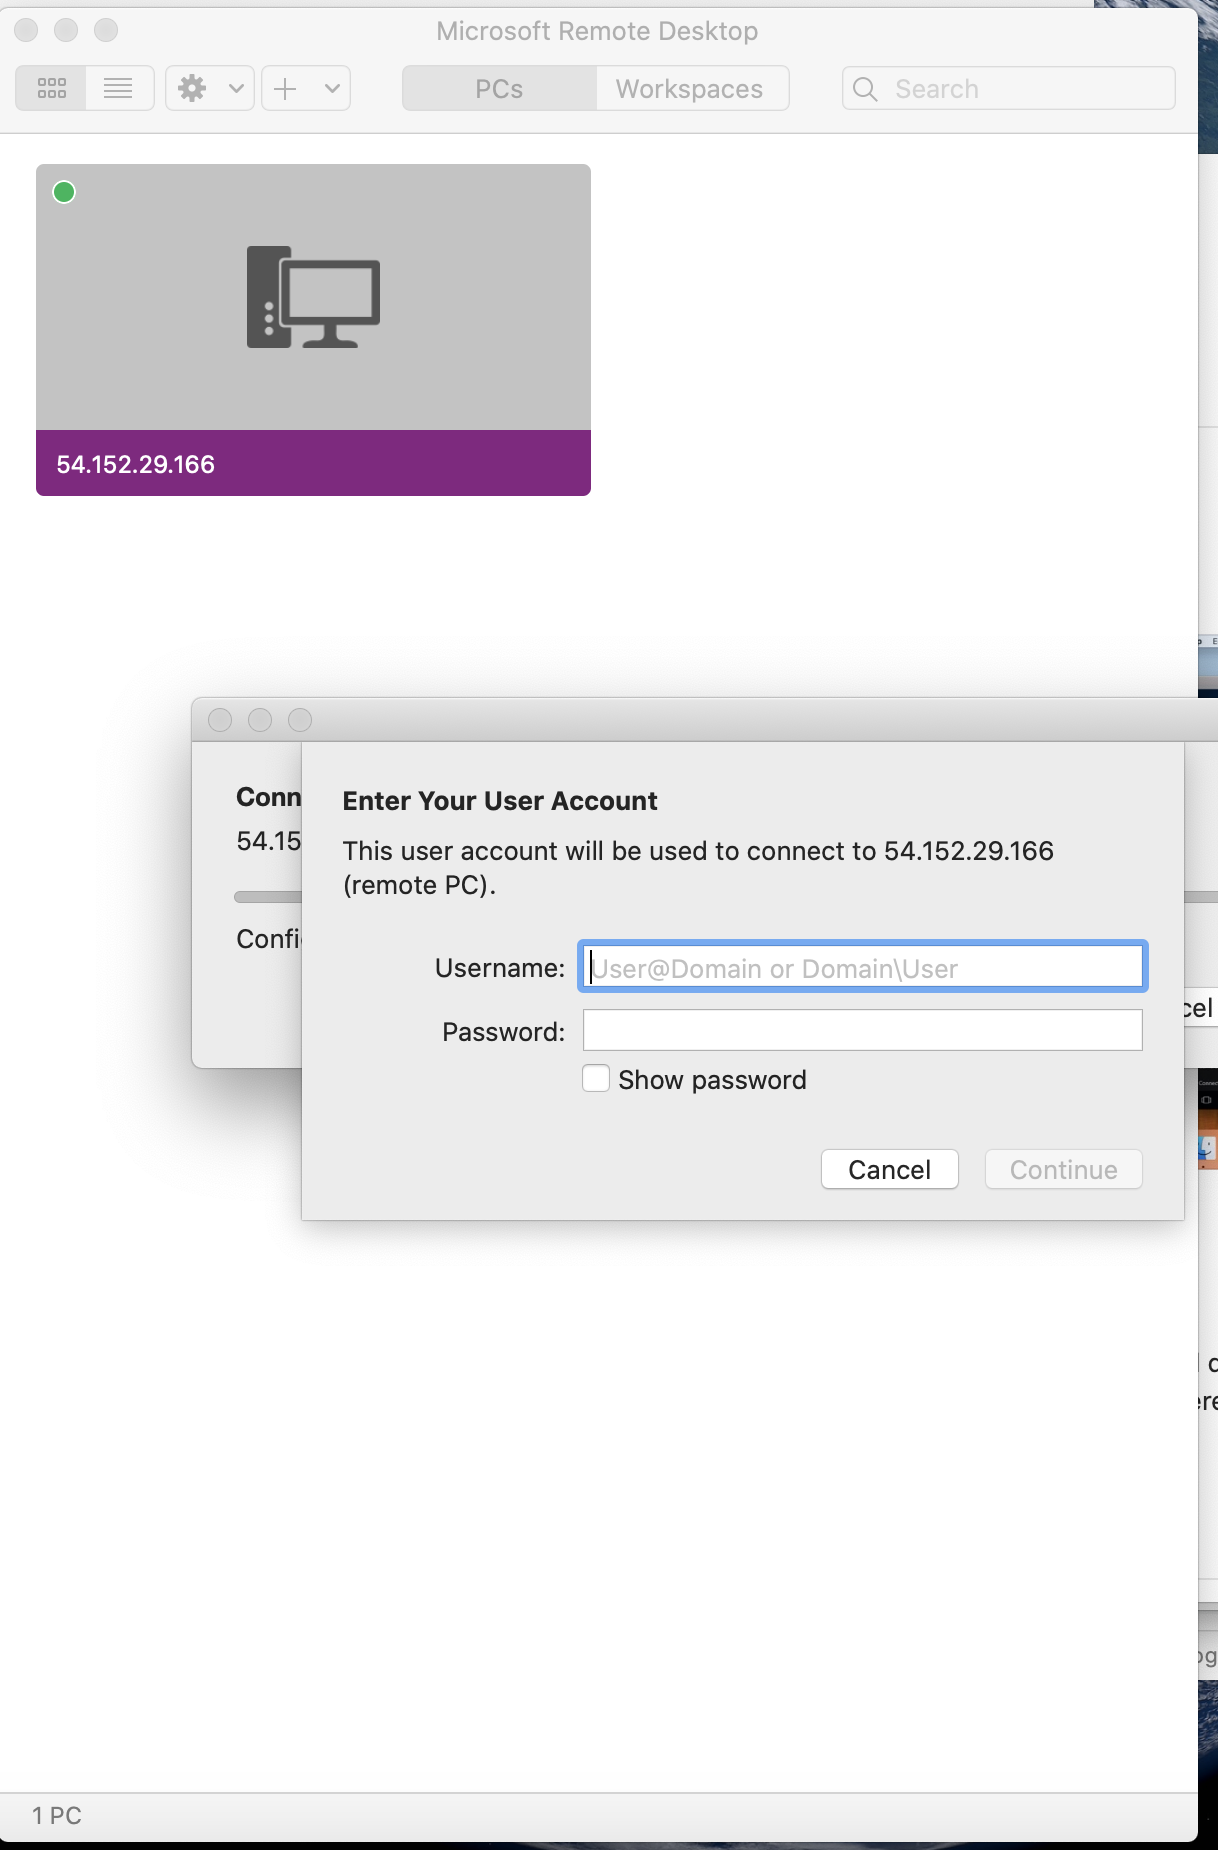 Microsoft Remote Desktop
PCs
Workspaces
Search
54.152.29.166
Conn
54.15
Confi
Enter Your User Account
This user account will be used to connect to 54.152.29.166
(remote PC).
Username:
User@Domain or Domain\User
Password:
Show password
Cancel
Continue
cel
ere
og
1 PC